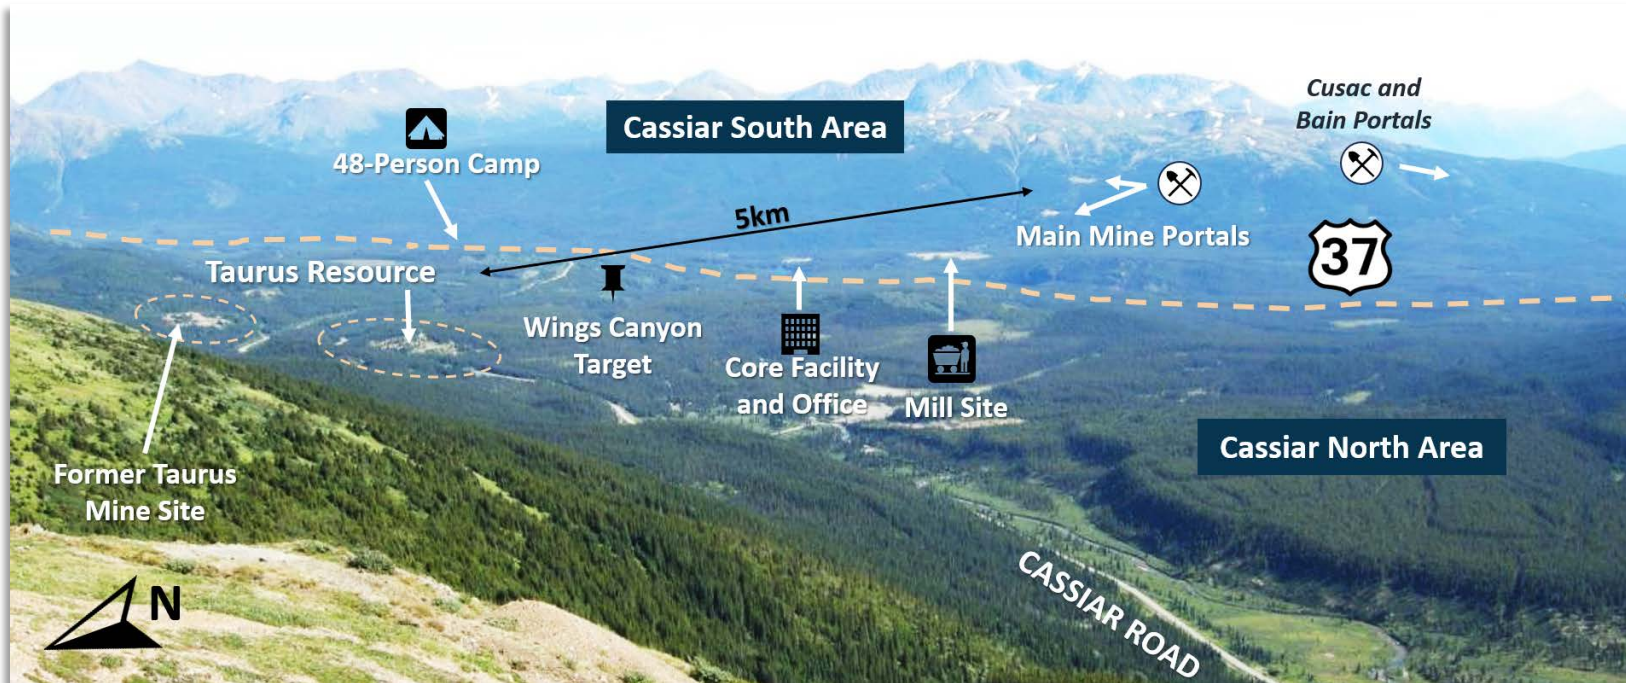 Cusac and
Bain Portals
Cassiar South Area
48-Person Camp
5km
Main Mine Portals
37
Taurus Resource
Wings Canyon
Target
Core Facility
and Office
Mill Site
Cassiar North Area
Former Taurus
Mine Site
CASSIAR ROAD
N